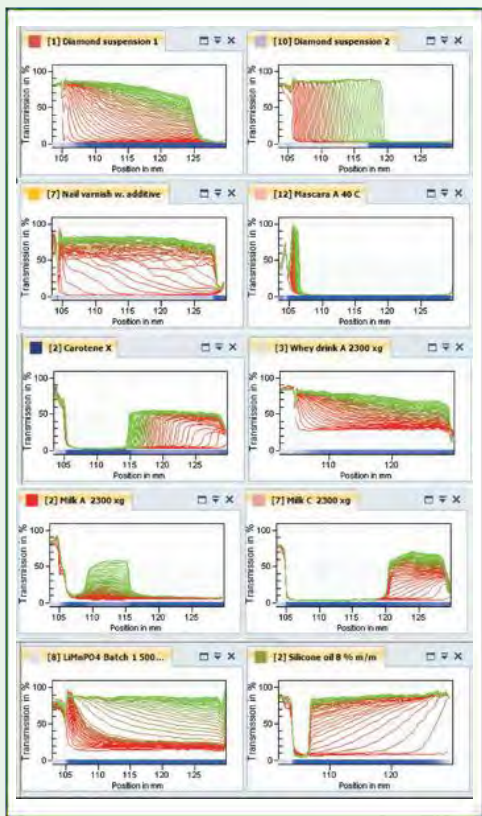 [1] Diamond suspension 1
Transmission in %
100
50
0
105 110 115 120 125
Position in mm
[10] Diamond suspension 2
Transmission in %
100
50
0
105 110 115 120 125
Position in mm
[7] Nail varnish w. additive
Transmission in %
100
50
0
105 110 115 120 125
Position in mm
[12] Mascara A 40 C
Transmission in %
100
50
0
105 110 115 120 125
Position in mm
[2] Carotene X
Transmission in %
100
50
0
105 110 115 120 125
Position in mm
[3] Whey drink A 2300 xg
Transmission in %
100
50
0
110 120
Position in mm
[2] Milk A 2300 xg
Transmission in %
100
50
0
105 110 115 120 125
Position in mm
[7] Milk C 2300 xg
Transmission in %
100
50
0
105 110 115 120 125
Position in mm
[8] LiMnPO4 Batch 1 500...
Transmission in %
100
50
0
105 110 115 120 125
Position in mm
[2] Silicone oil 8 % m/m
Transmission in %
100
50
0
110 120
Position in mm